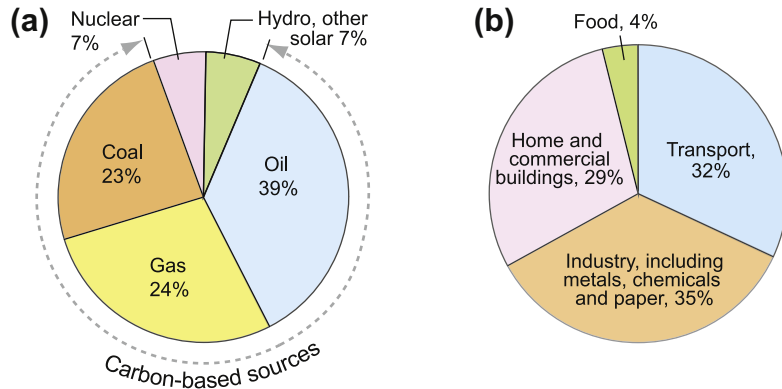 (a)
Nuclear
7%
Hydro, other
solar 7%
Coal
23%
Oil
39%
Gas
24%
Carbon-based sources
(b)
Food, 4%
Home and
commercial
buildings, 29%
Transport,
32%
Industry, including
metals, chemicals
and paper, 35%